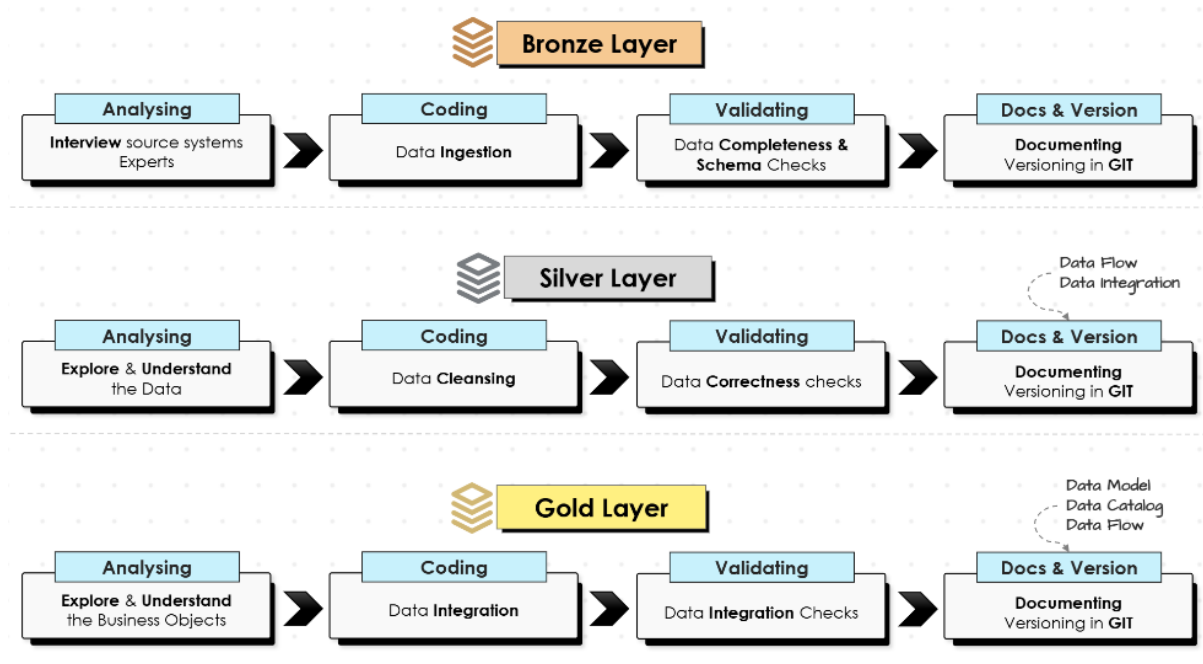 Bronze Layer
Analysing
Interview source systems
Experts
Coding
Data Ingestion
Validating
Data Completeness &
Schema Checks
Docs & Version
Documenting
Versioning in GIT
Silver Layer
Data Flow
Data Integration
Analysing
Explore & Understand
the Data
Coding
Data Cleansing
Validating
Data Correctness checks
Docs & Version
Documenting
Versioning in GIT
Gold Layer
Data Model
Data Catalog
Data Flow
Analysing
Explore & Understand
the Business Objects
Coding
Data Integration
Validating
Data Integration Checks
Docs & Version
Documenting
Versioning in GIT